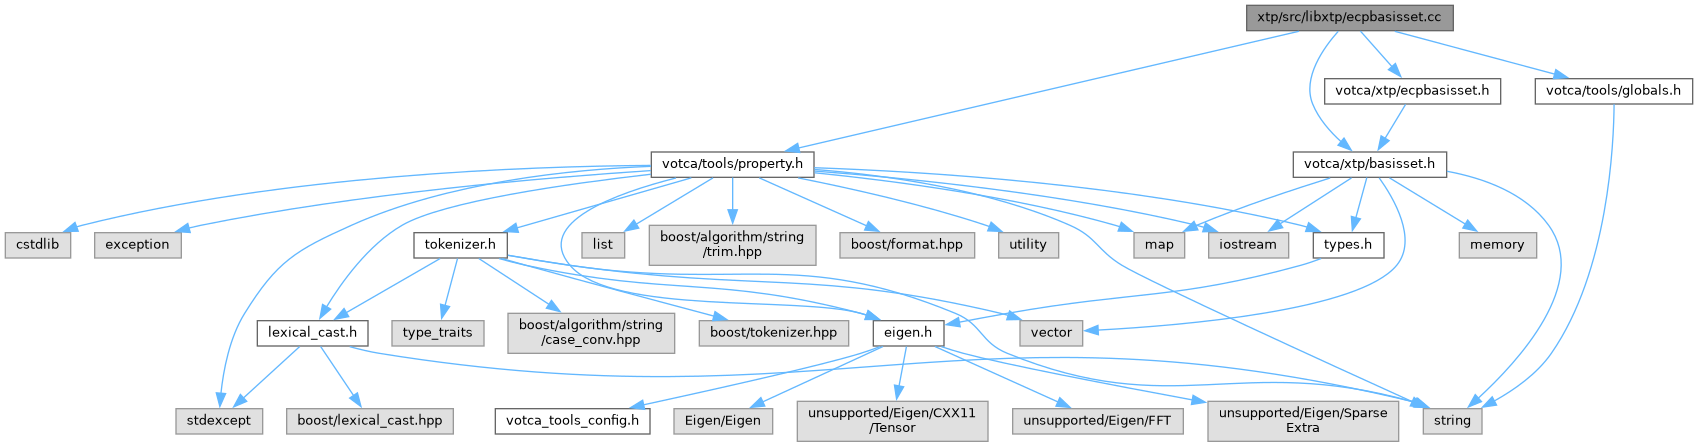 xtp/src/libxtp/ecpbasisset.cc
votca/xtp/ecpbasisset.h
votca/tools/globals.h
votca/tools/property.h
votca/xtp/basisset.h
cstdlib
exception
tokenizer.h
list
boost/algorithm/string
/trim.hpp
boost/format.hpp
utility
map
iostream
types.h
memory
lexical_cast.h
type_traits
boost/algorithm/string
/case_conv.hpp
boost/tokenizer.hpp
eigen.h
vector
stdexcept
boost/lexical_cast.hpp
votca_tools_config.h
Eigen/Eigen
unsupported/Eigen/CXX11
/Tensor
unsupported/Eigen/FFT
unsupported/Eigen/Sparse
Extra
string